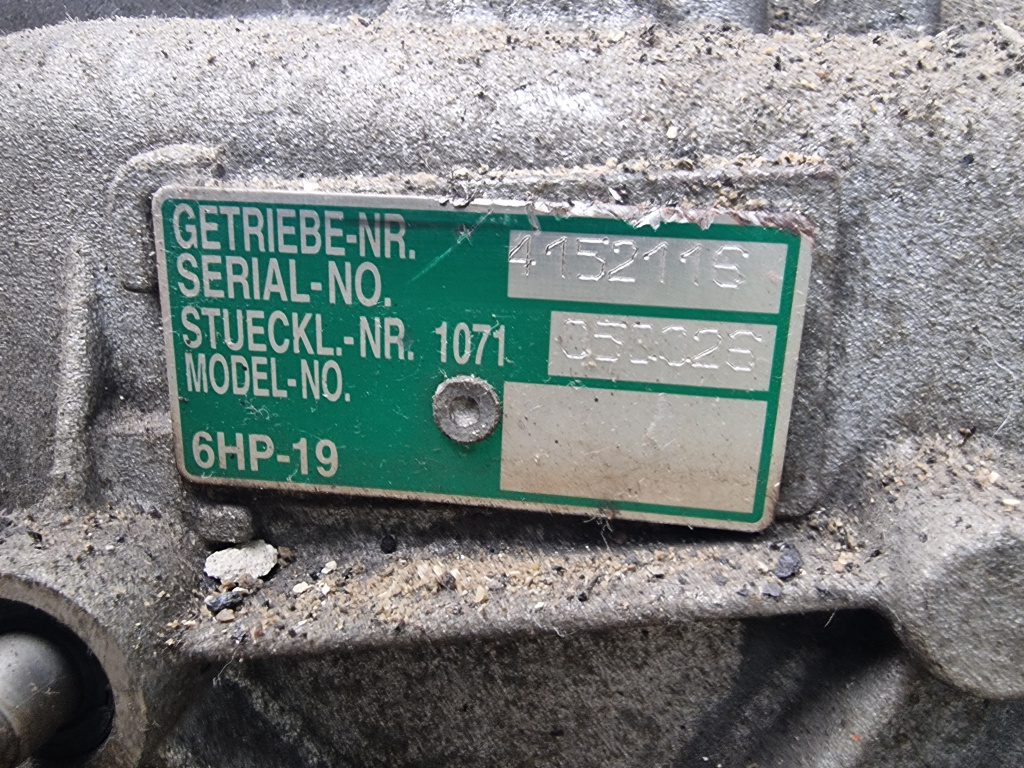 GETRIEBE-NR.
SERIAL-NO. 4152116
STUECKL.-NR. 1071
MODEL-NO.
6HP-19